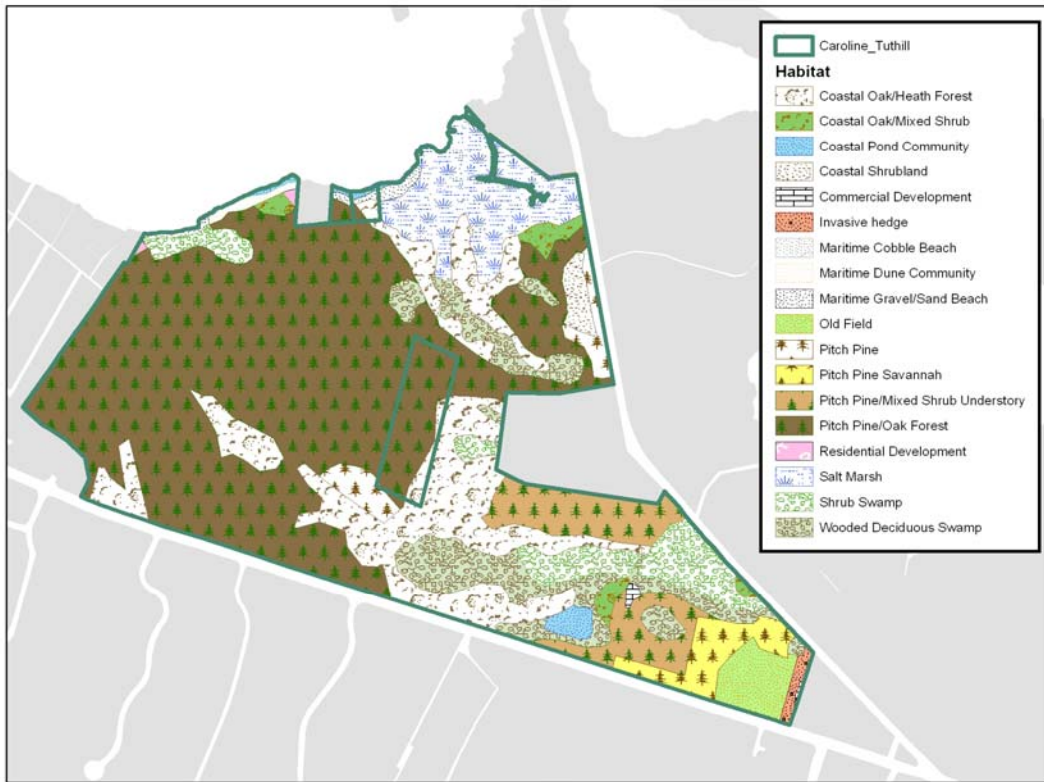 Caroline_Tuthill
Habitat
Coastal Oak/Heath Forest
Coastal Oak/Mixed Shrub
Coastal Pond Community
Coastal Shrubland
Commercial Development
Invasive hedge
Maritime Cobble Beach
Maritime Dune Community
Maritime Gravel/Sand Beach
Old Field
Pitch Pine
Pitch Pine Savannah
Pitch Pine/Mixed Shrub Understory
Pitch Pine/Oak Forest
Residential Development
Salt Marsh
Shrub Swamp
Wooded Deciduous Swamp